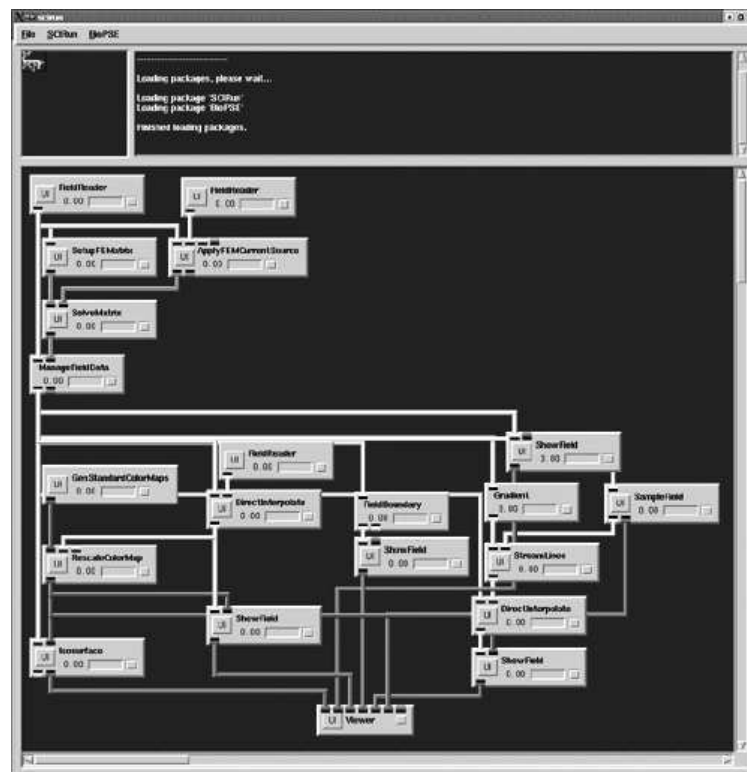 scirun
File SCIRun BioPSE
Loading packages, please wait...
Loading package 'SCIRun'
Loading package 'BioPSE'
Finished loading packages.
UI FieldReader 0.00
UI FieldReader 0.00
UI SetupFEMatrix 0.00
UI ApplyFEMCurrentSource 0.00
UI SolveMatrix 0.00
ManageFieldData
0.00
UI ShowField 0.00
UI FieldReader 0.00
UI GenStandardColorMaps 0.00
UI DirectInterpolate 0.00
FieldBoundary
0.00
Gradient
0.00
UI SampleField 0.00
UI RescaleColorMap 0.00
UI ShowField 0.00
UI StreamLines 0.00
UI ShowField 0.00
UI DirectInterpolate 0.00
UI Isosurface 0.00
UI ShowField 0.00
UI Viewer